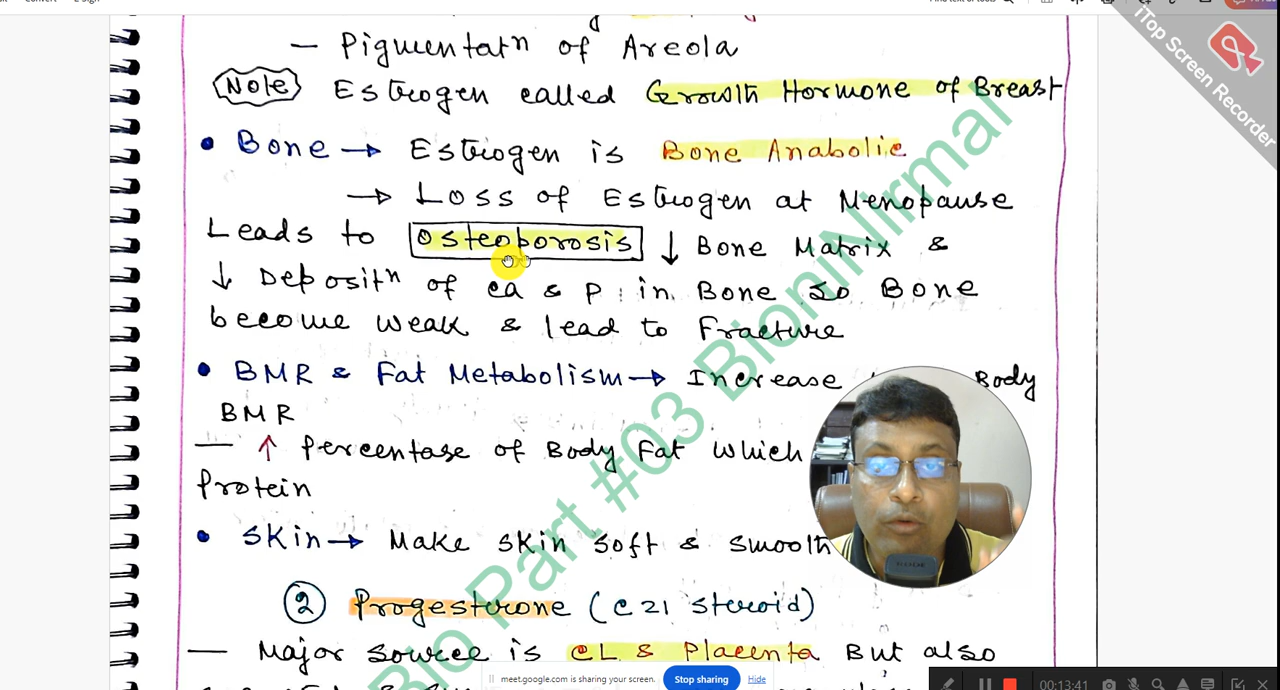 - Pigmentatn of Areola
Note Estrogen called Growth Hormone of Breast
• Bone → Estrogen is Bone Anabolic
→ Loss of Estrogen at Menopause
Leads to Osteoporosis ↓ Bone Matrix &
↓ Depositn of ca & P in Bone so Bone
become weak & lead to Fracture
• BMR & Fat Metabolism → Increase Body
BMR
- ↑ Percentage of Body Fat which
Protein
• Skin → Make skin soft & smooth
② Progesterone (C21 steroid)
- Major source is CL & Placenta But also
Bio Part #03 BioniNirmal
iTop Screen Recorder
meet.google.com is sharing your screen. Stop sharing Hide
00:13:41